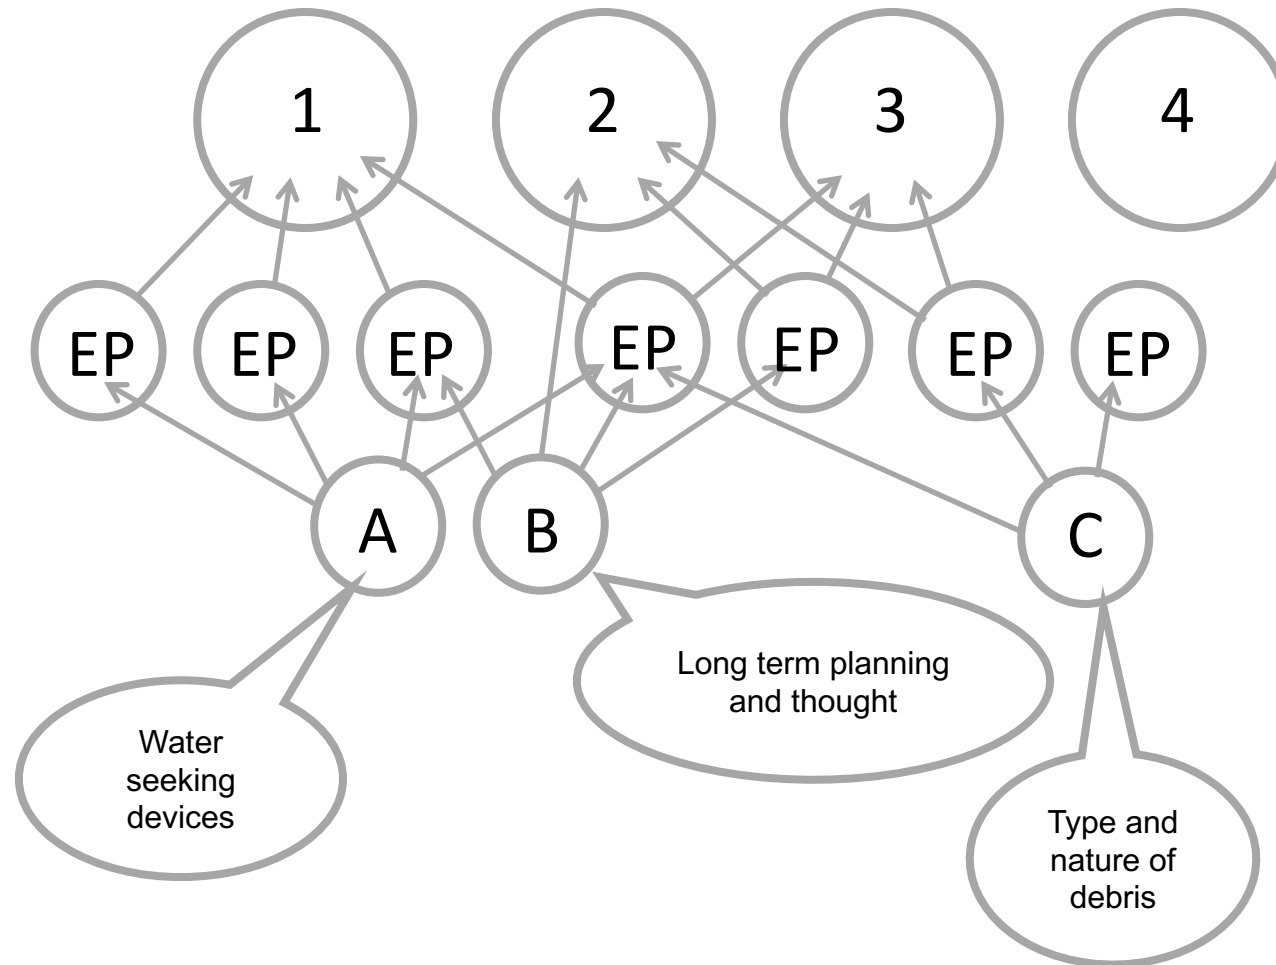 1
2
3
4
EP
EP
EP
EP
EP
EP
EP
A
B
C
Water
seeking
devices
Long term planning
and thought
Type and
nature of
debris